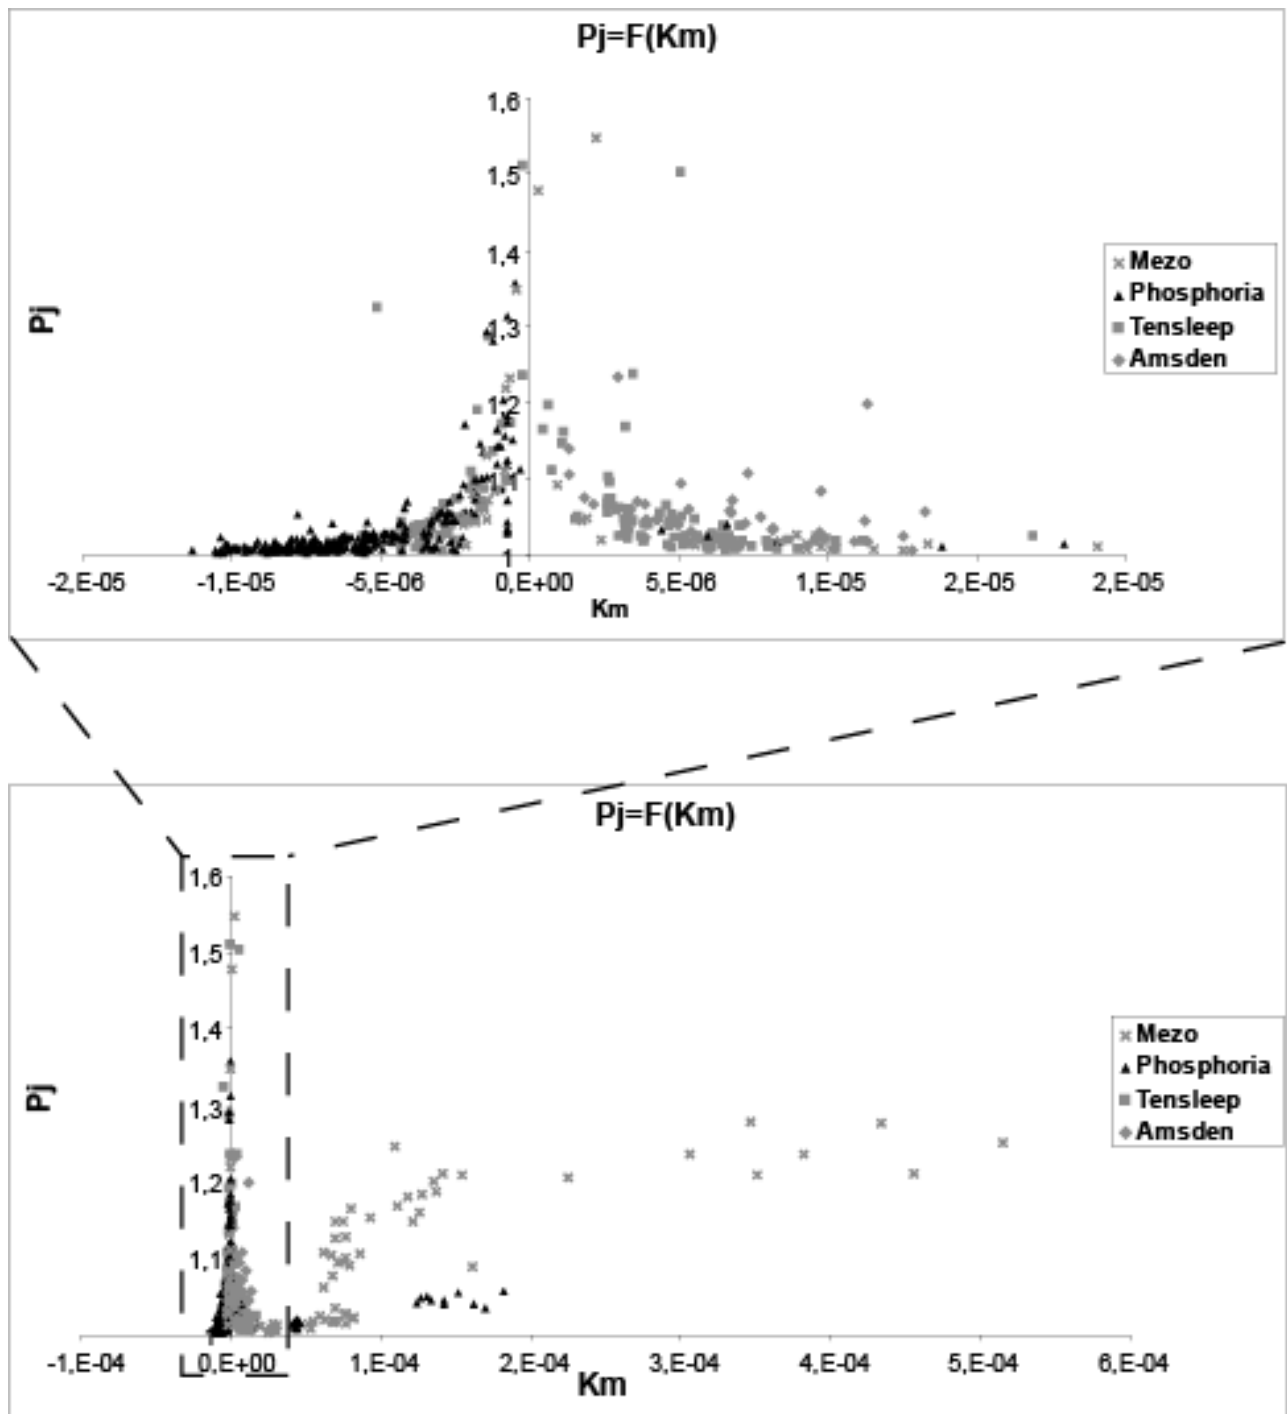 Pj=F(Km)
1,6
1,5
1,4
1,3
1,2
1
Pj
Mezo
Phosphoria
Tensleep
Amsden
-2,E-05
-1,E-05
-5,E-06
0,E+00
5,E-06
1,E-05
2,E-05
2,E-05
Km
Pj=F(Km)
1,6
1,5
1,4
1,3
1,2
1,1
Pj
Mezo
Phosphoria
Tensleep
Amsden
-1,E-04
0,E+00
1,E-04
2,E-04
3,E-04
4,E-04
5,E-04
6,E-04
Km